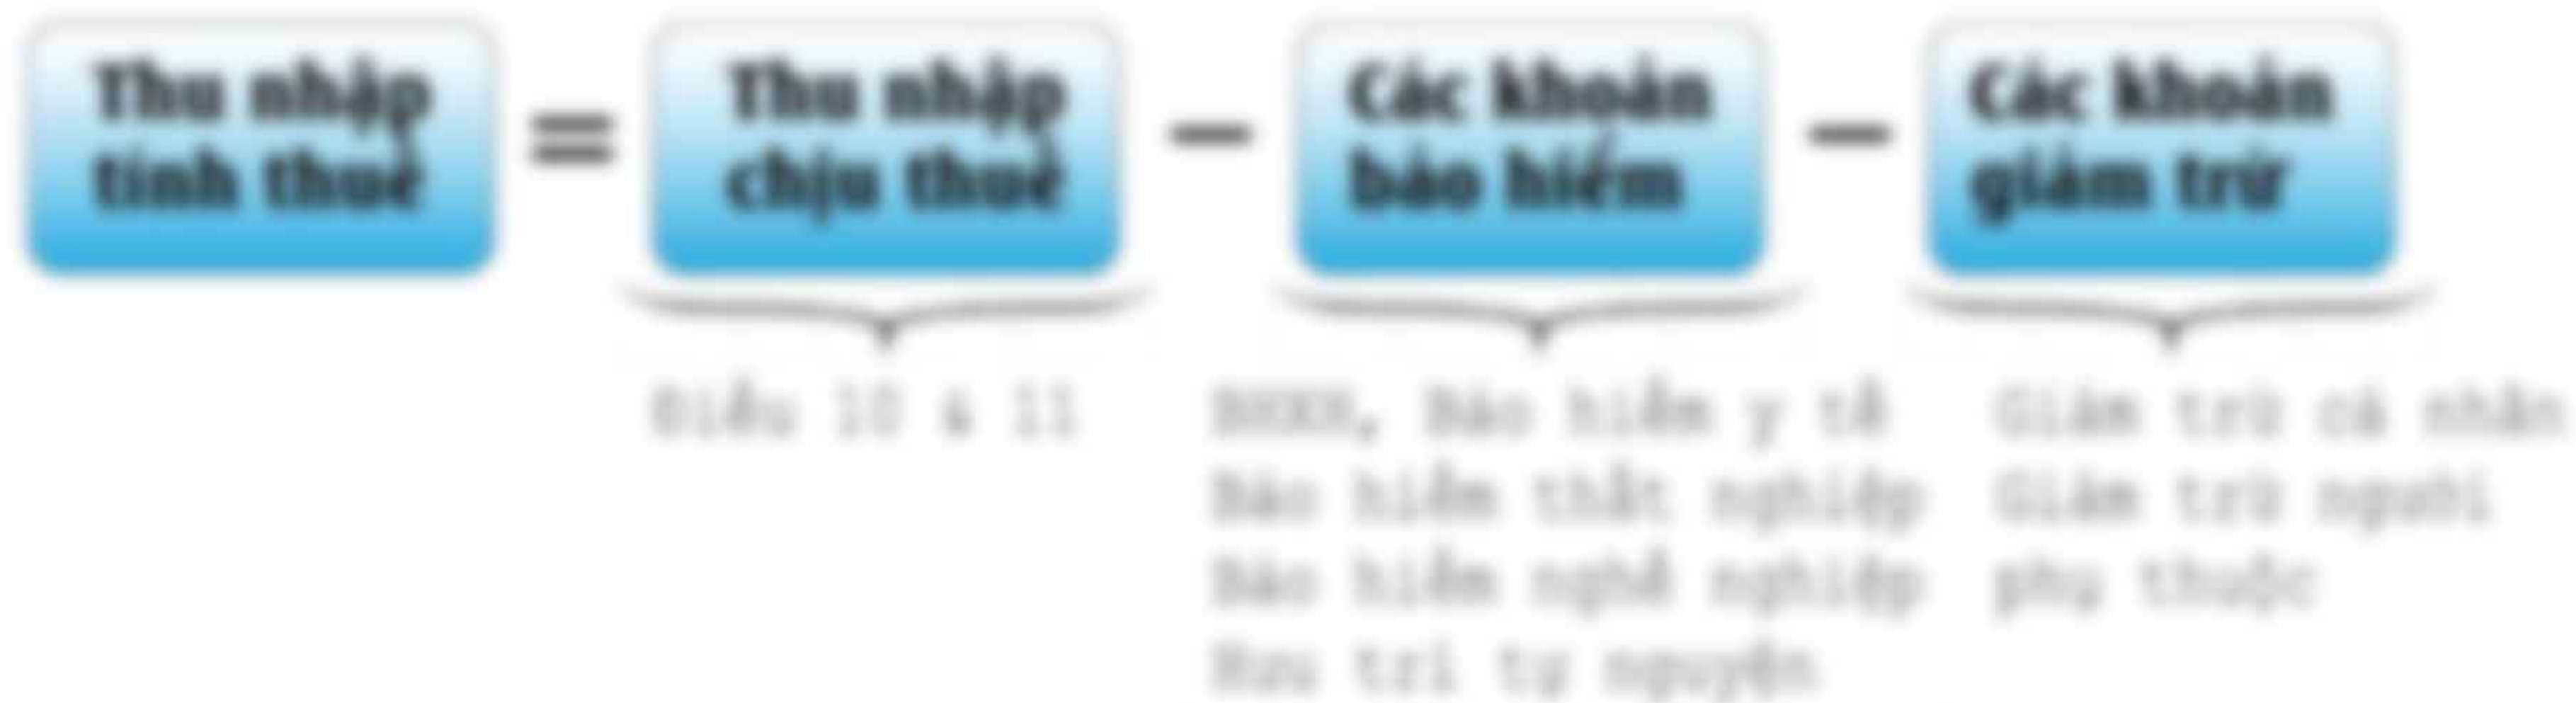 Thu nhập
tính thuế
=
Thu nhập
chịu thuế
–
Các khoản
bảo hiểm
–
Các khoản
giảm trừ
Điều 10 & 11
BHXH, Bảo hiểm y tế
Bảo hiểm thất nghiệp
Bảo hiểm nghề nghiệp
Hưu trí tự nguyện
Giảm trừ cá nhân
Giảm trừ người
phụ thuộc